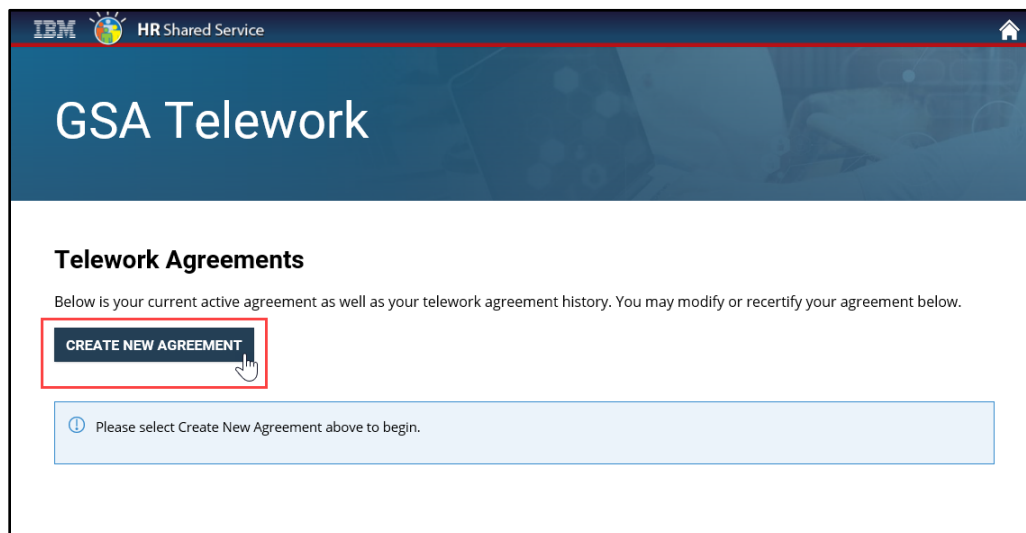 IBM HR Shared Service
GSA Telework
Telework Agreements
Below is your current active agreement as well as your telework agreement history. You may modify or recertify your agreement below.
CREATE NEW AGREEMENT
Please select Create New Agreement above to begin.